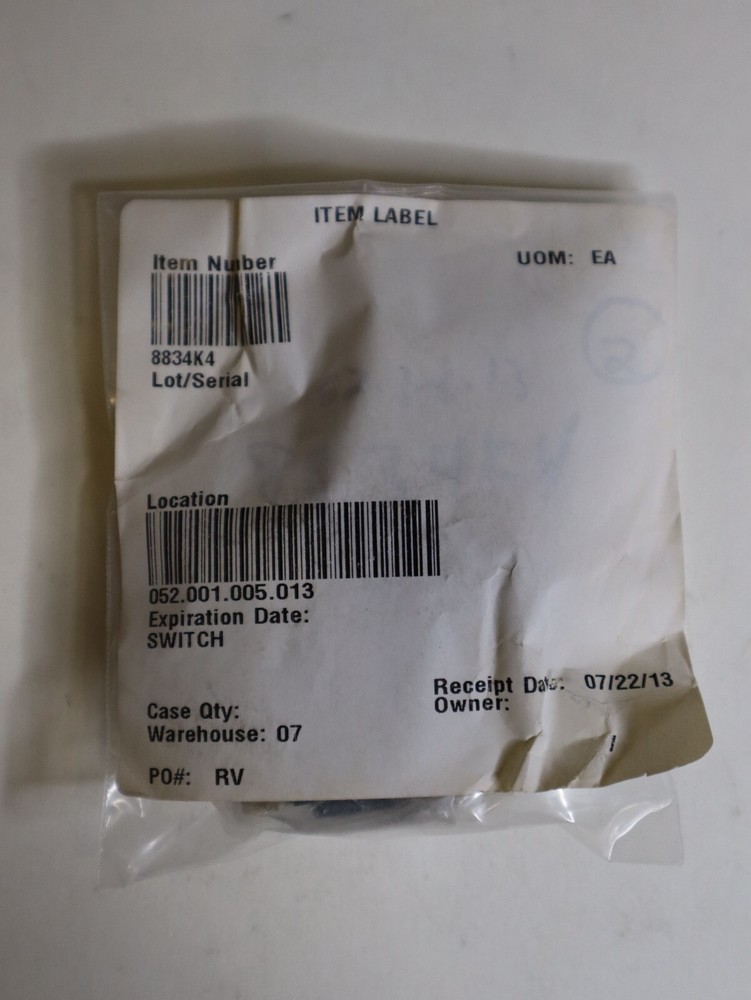 ITEM LABEL
Item Number
UOM: EA
8834K4
Lot/Serial
Location
052.001.005.013
Expiration Date:
SWITCH
Receipt Date: 07/22/13
Owner:
Case Qty:
Warehouse: 07
PO#: RV